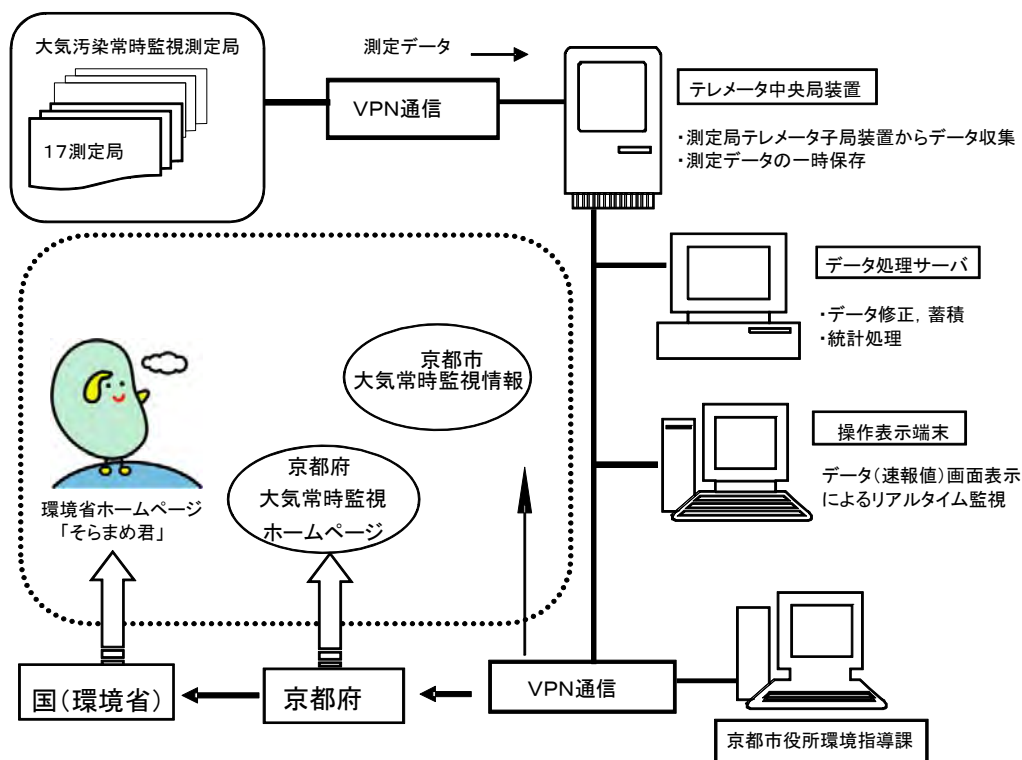 大気汚染常時監視測定局
17測定局
測定データ
VPN通信
テレメータ中央局装置
・測定局テレメータ子局装置からデータ収集
・測定データの一時保存
データ処理サーバ
・データ修正，蓄積
・統計処理
操作表示端末
データ（速報値）画面表示
によるリアルタイム監視
京都市
大気常時監視情報
京都府
大気常時監視
ホームページ
環境省ホームページ
「そらまめ君」
国（環境省）
京都府
VPN通信
京都市役所環境指導課